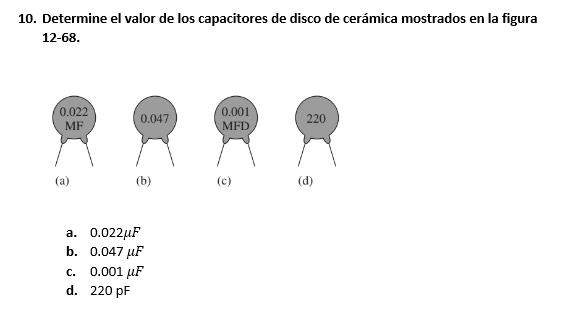 10. Determine el valor de los capacitores de disco de cerámica mostrados en la figura
12-68.
0.022
MF
0.047
0.001
MFD
220
(a)
(b)
(c)
(d)
a. 0.022μF
b. 0.047 μF
c. 0.001 μF
d. 220 pF